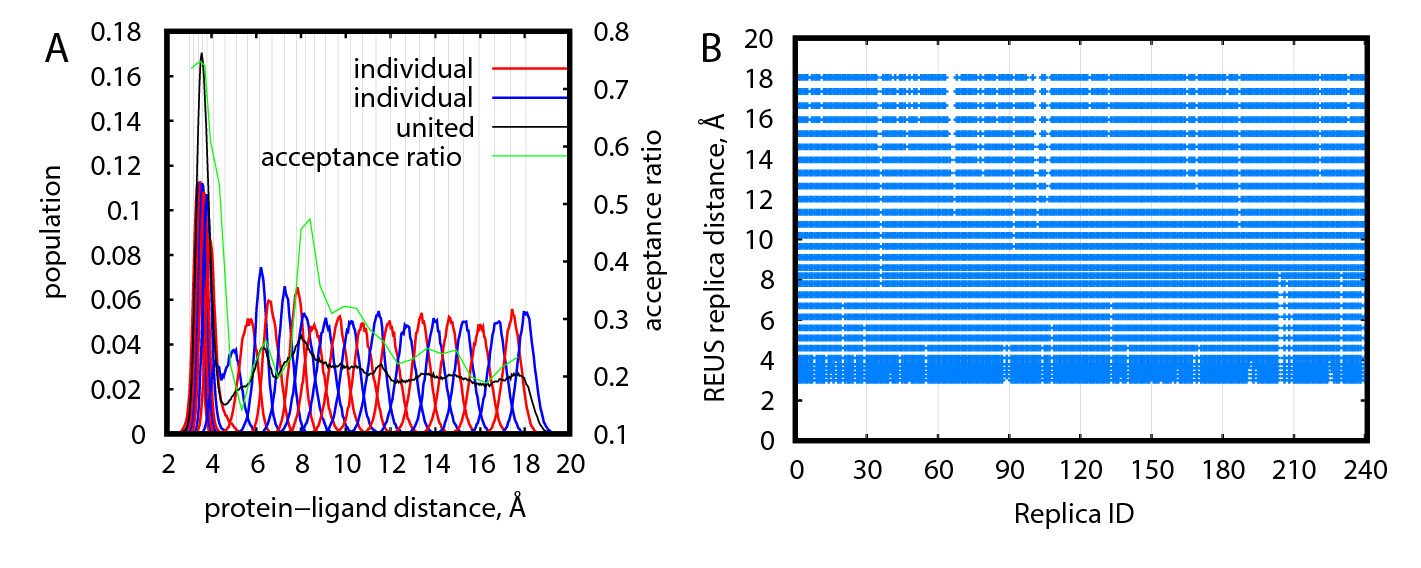 A
population
0.18
0.16
0.14
0.12
0.1
0.08
0.06
0.04
0.02
0
individual
individual
united
acceptance ratio
0.8
0.7
0.6
0.5
0.4
0.3
0.2
0.1
acceptance ratio
2 4 6 8 10 12 14 16 18 20
protein–ligand distance, Å
B
REUS replica distance, Å
20
18
16
14
12
10
8
6
4
2
0
0 30 60 90 120 150 180 210 240
Replica ID